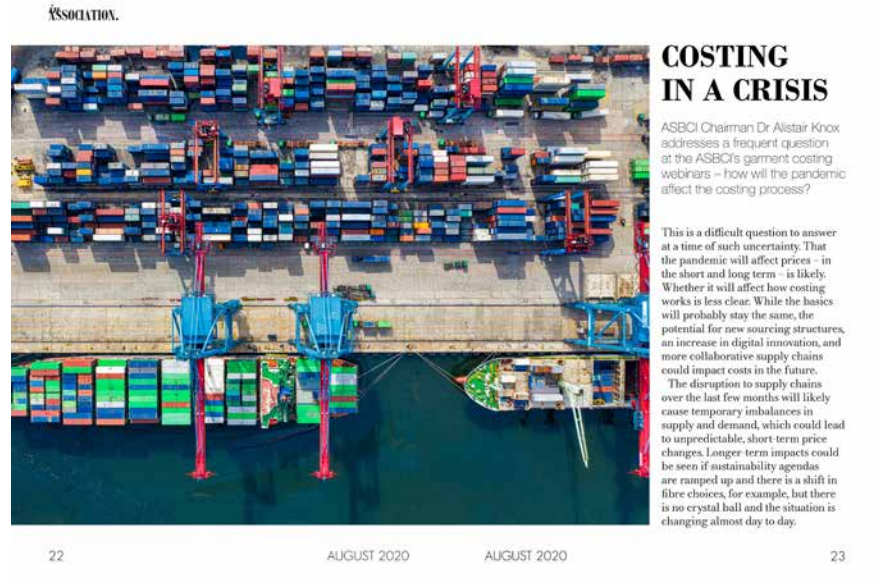 in
ASSOCIATION.
COSTING
IN A CRISIS
ASBCI Chairman Dr Alistair Knox
addresses a frequent question
at the ASBCI's garment costing
webinars – how will the pandemic
affect the costing process?
This is a difficult question to answer
at a time of such uncertainty. That
the pandemic will affect prices – in
the short and long term – is likely.
Whether it will affect how costing
works is less clear. While the basics
will probably stay the same, the
potential for new sourcing structures,
an increase in digital innovation, and
more collaborative supply chains
could impact costs in the future.
The disruption to supply chains
over the last few months will likely
cause temporary imbalances in
supply and demand, which could lead
to unpredictable, short-term price
changes. Longer-term impacts could
be seen if sustainability agendas
are ramped up and there is a shift in
fibre choices, for example, but there
is no crystal ball and the situation is
changing almost day to day.
22
AUGUST 2020
AUGUST 2020
23